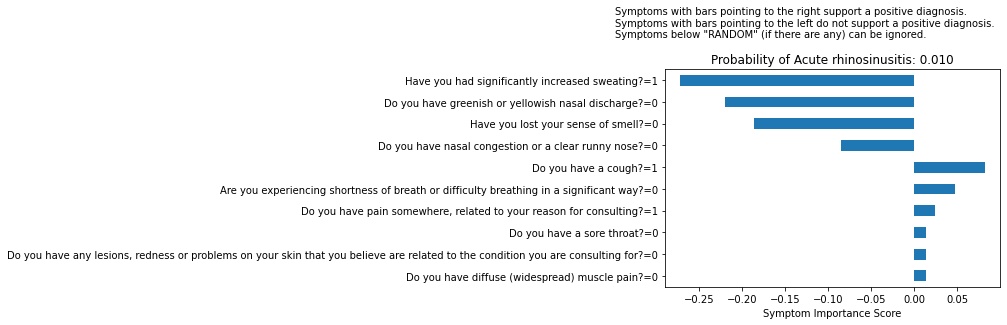 Symptoms with bars pointing to the right support a positive diagnosis.
Symptoms with bars pointing to the left do not support a positive diagnosis.
Symptoms below "RANDOM" (if there are any) can be ignored.
Probability of Acute rhinosinusitis: 0.010
Have you had significantly increased sweating?=1
Do you have greenish or yellowish nasal discharge?=0
Have you lost your sense of smell?=0
Do you have nasal congestion or a clear runny nose?=0
Do you have a cough?=1
Are you experiencing shortness of breath or difficulty breathing in a significant way?=0
Do you have pain somewhere, related to your reason for consulting?=1
Do you have a sore throat?=0
Do you have any lesions, redness or problems on your skin that you believe are related to the condition you are consulting for?=0
Do you have diffuse (widespread) muscle pain?=0
−0.25 −0.20 −0.15 −0.10 −0.05 0.00 0.05
Symptom Importance Score